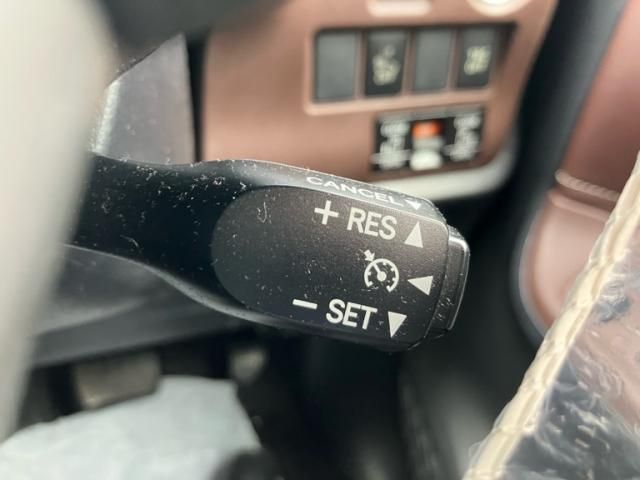 CANCEL ▼
+ RES ▲
◀
− SET ▼